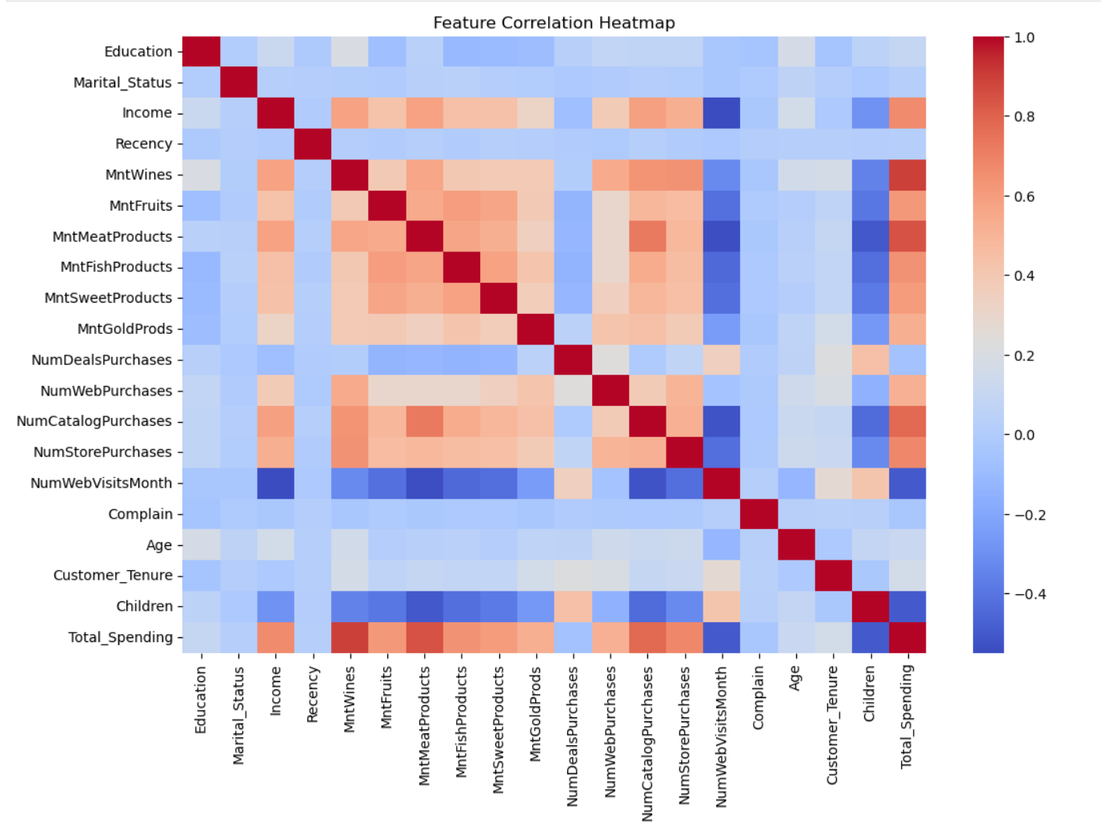 Feature Correlation Heatmap
Education
Marital_Status
Income
Recency
MntWines
MntFruits
MntMeatProducts
MntFishProducts
MntSweetProducts
MntGoldProds
NumDealsPurchases
NumWebPurchases
NumCatalogPurchases
NumStorePurchases
NumWebVisitsMonth
Complain
Age
Customer_Tenure
Children
Total_Spending
Education
Marital_Status
Income
Recency
MntWines
MntFruits
MntMeatProducts
MntFishProducts
MntSweetProducts
MntGoldProds
NumDealsPurchases
NumWebPurchases
NumCatalogPurchases
NumStorePurchases
NumWebVisitsMonth
Complain
Age
Customer_Tenure
Children
Total_Spending
1.0
0.8
0.6
0.4
0.2
0.0
−0.2
−0.4